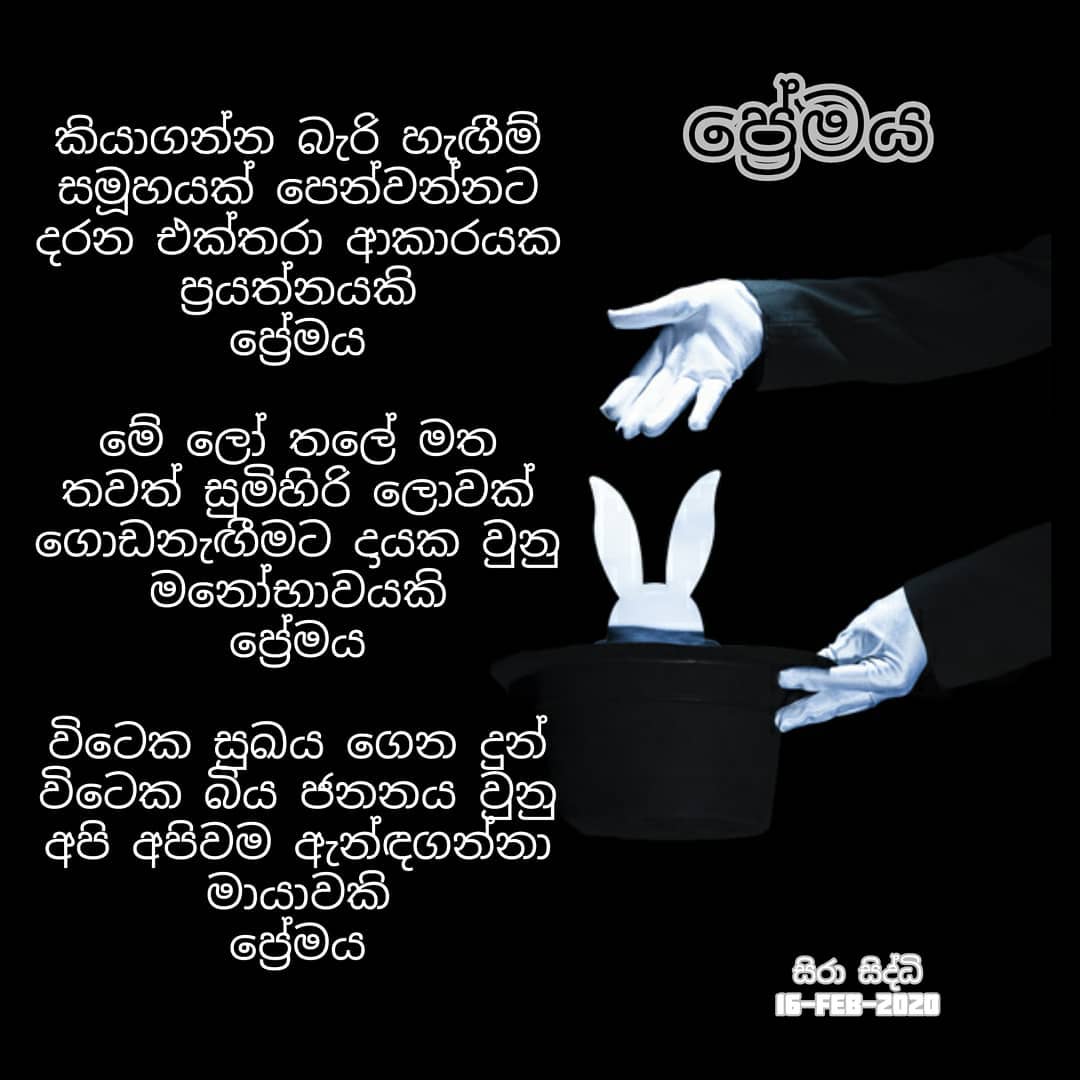 ප්‍රේමය
කියාගන්න බැරි හැඟීම්
සමූහයක් පෙන්වන්නට
දරන එක්තරා ආකාරයක
ප්‍රයත්නයකි
ප්‍රේමය
මේ ලෝ තලේ මත
තවත් සුමිහිරි ලොවක්
ගොඩනැඟීමට දායක වුනු
මනෝභාවයකි
ප්‍රේමය
විටෙක සුඛය ගෙන දුන්
විටෙක බිය ජනනය වුනු
අපි අපිවම ඇන්දගන්නා
මායාවකි
ප්‍රේමය
සිරා සිද්ධි
16-FEB-2020